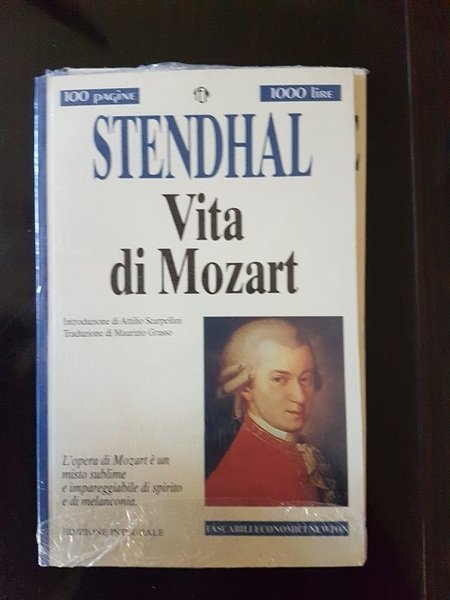 100 pagine
1000 lire
STENDHAL
Vita
di Mozart
Introduzione di Attilio Scarpellini
Traduzione di Maurizio Grasso
L'opera di Mozart è un
misto sublime
e impareggiabile di spirito
e di melanconia.
EDIZIONE INTEGRALE
TASCABILI ECONOMICI NEWTON